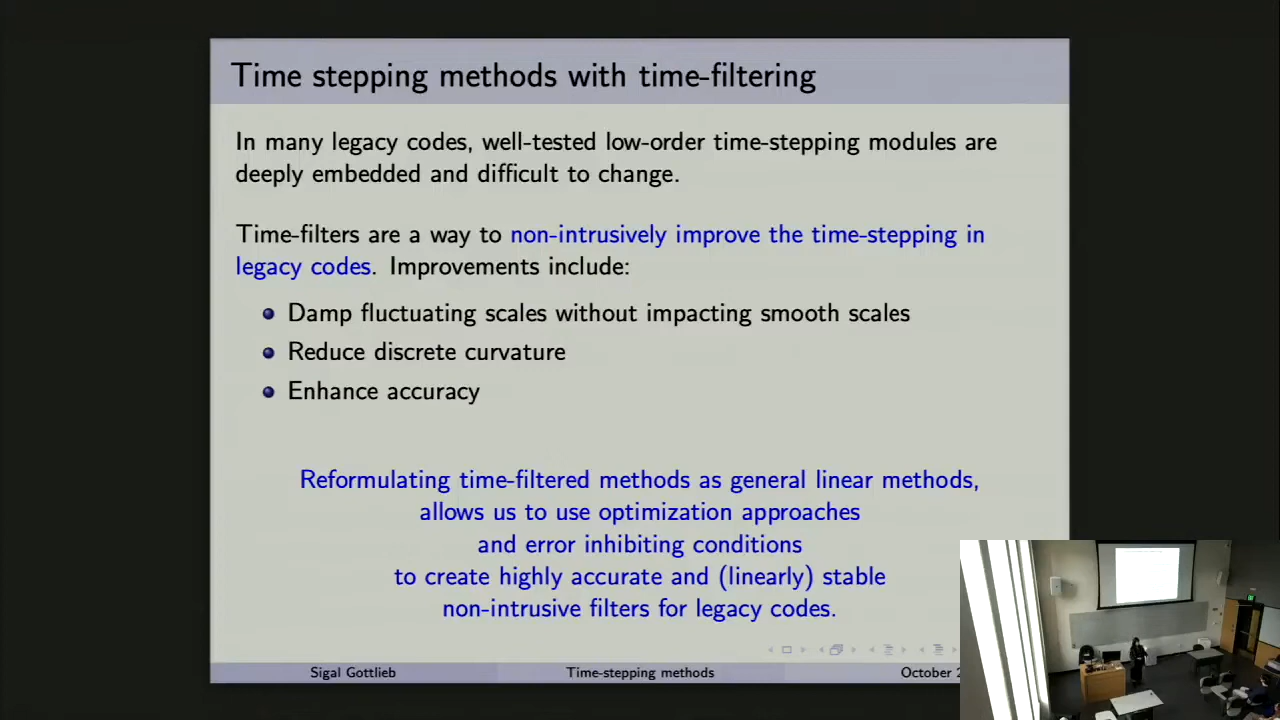 Time stepping methods with time-filtering
In many legacy codes, well-tested low-order time-stepping modules are
deeply embedded and difficult to change.
Time-filters are a way to non-intrusively improve the time-stepping in
legacy codes. Improvements include:
Damp fluctuating scales without impacting smooth scales
Reduce discrete curvature
Enhance accuracy
Reformulating time-filtered methods as general linear methods,
allows us to use optimization approaches
and error inhibiting conditions
to create highly accurate and (linearly) stable
non-intrusive filters for legacy codes.
Sigal Gottlieb
Time-stepping methods
October